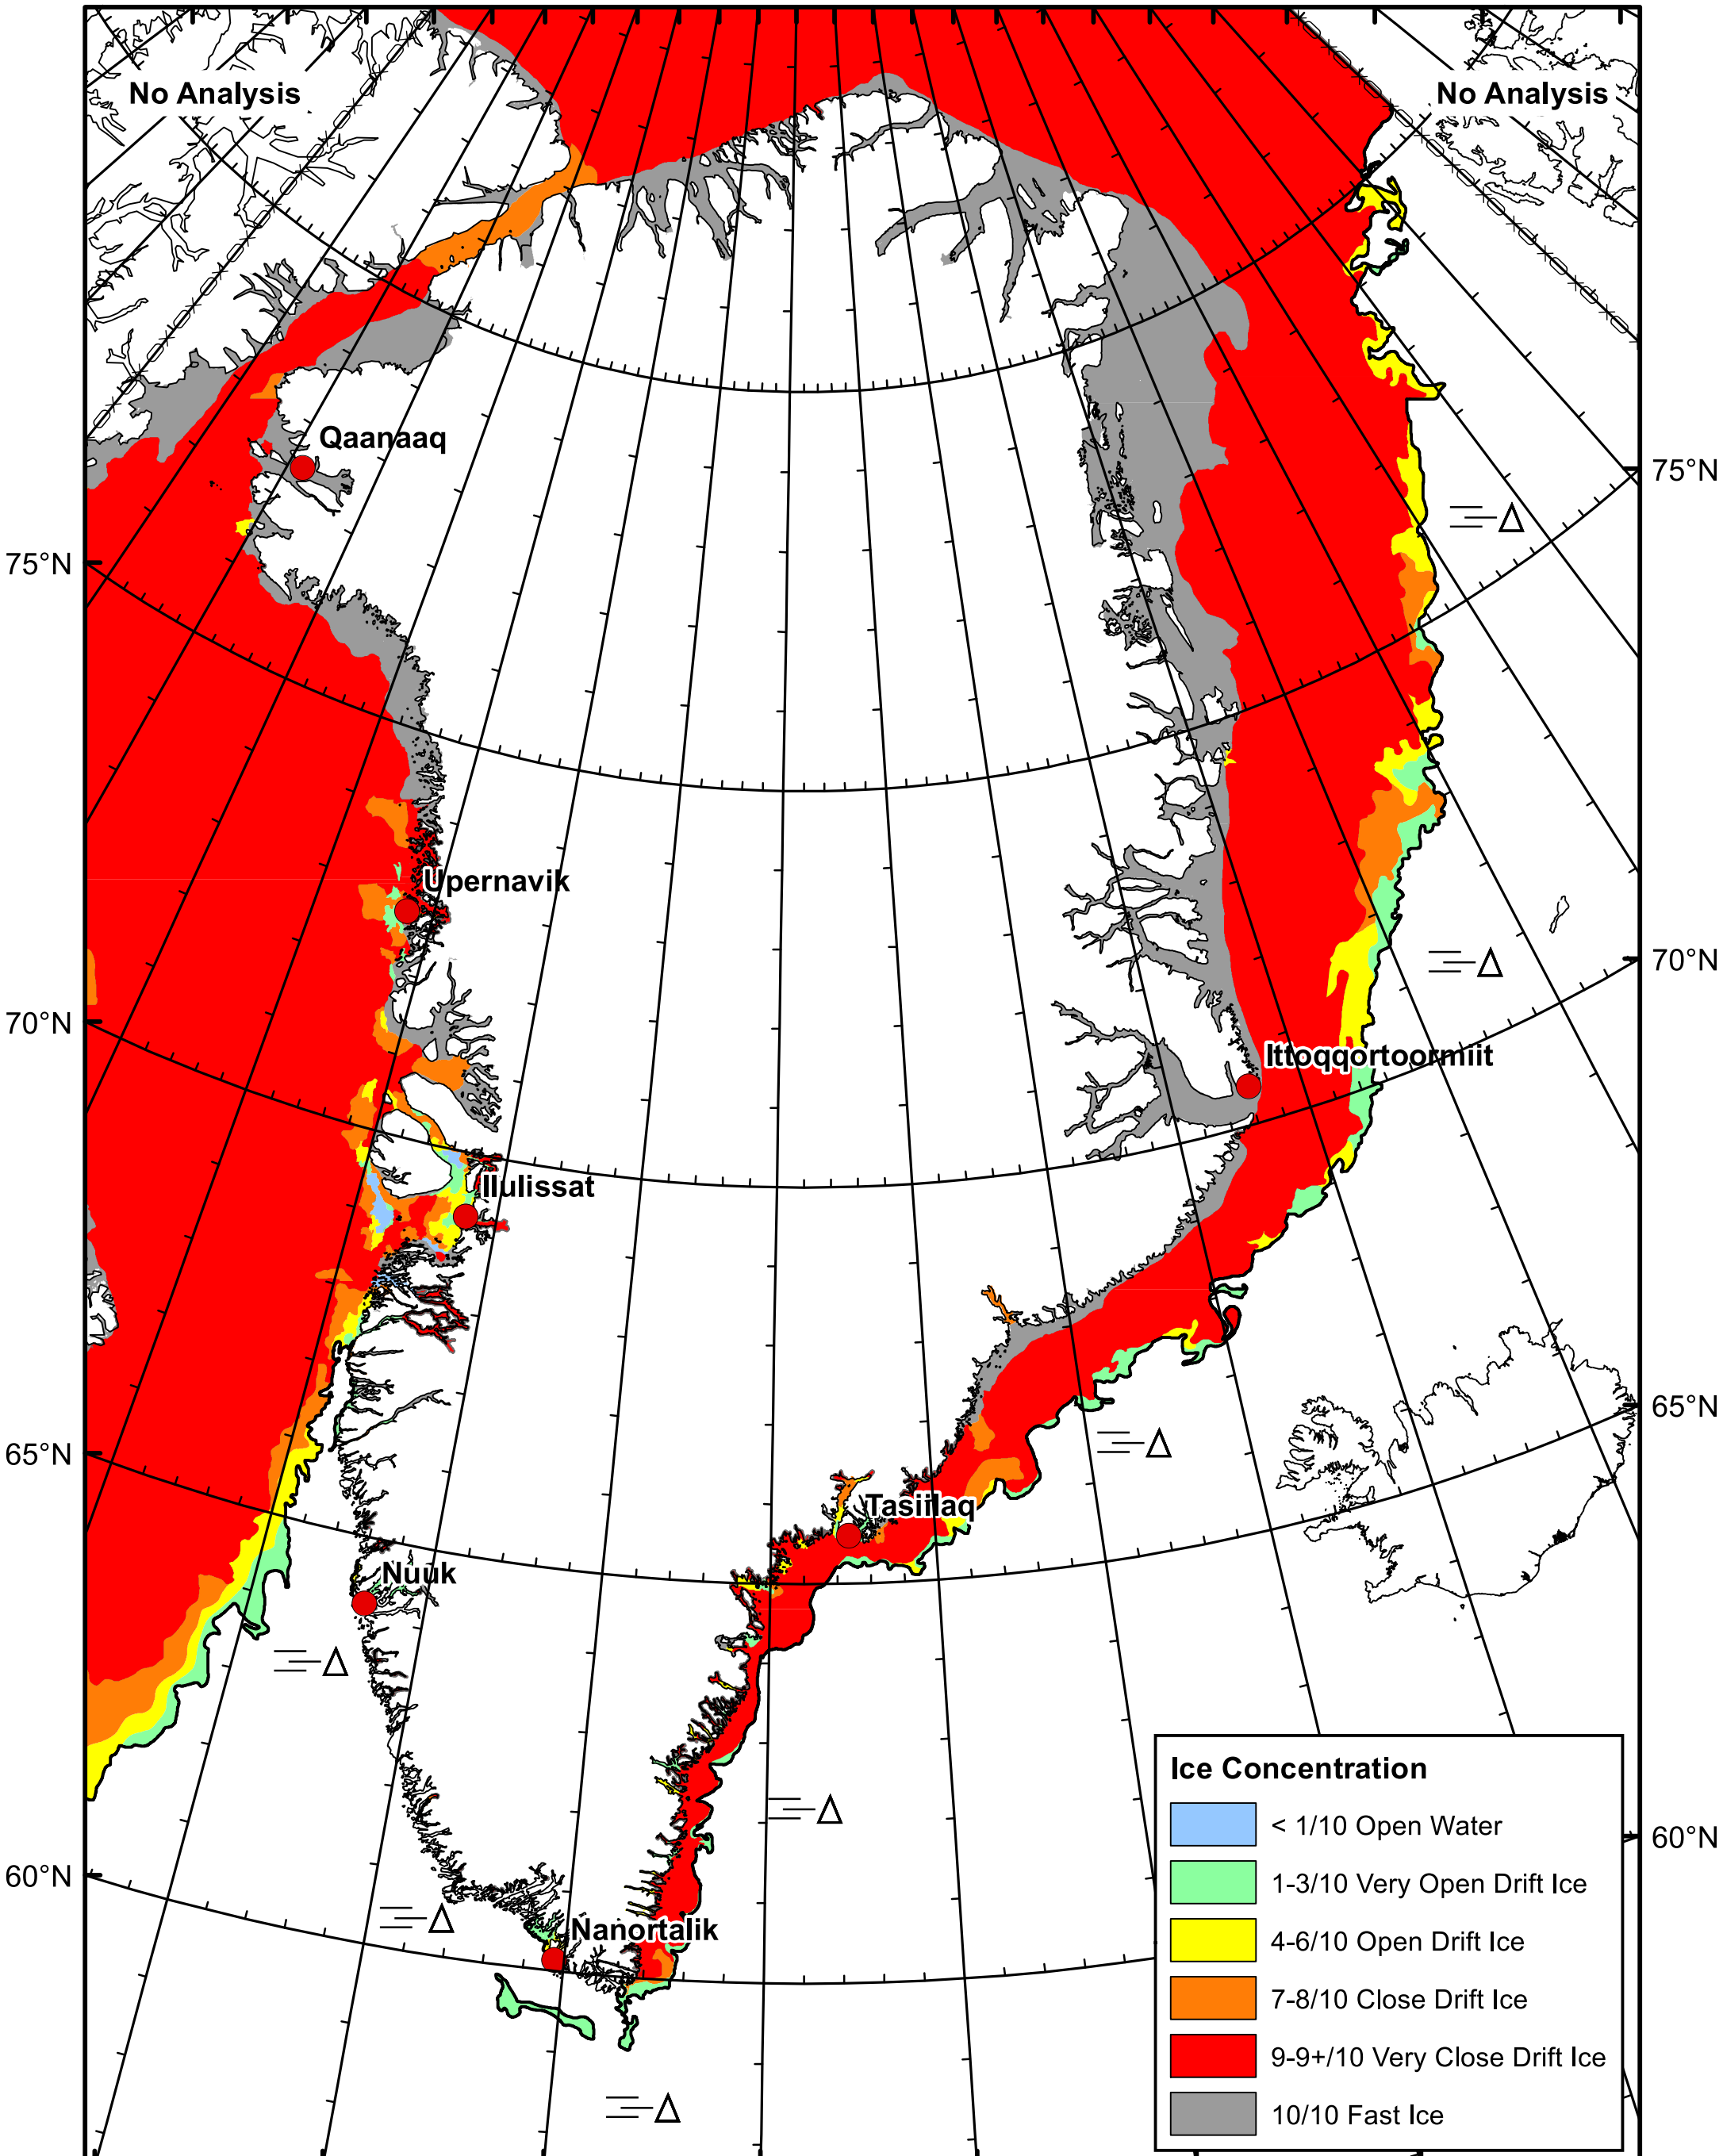 No Analysis
No Analysis
Qaanaaq
75°N
75°N
Upernavik
70°N
70°N
Ittoqqortoormiit
Ilulissat
65°N
65°N
Tasiilaq
Nuuk
60°N
60°N
Nanortalik
Ice Concentration
< 1/10 Open Water
1-3/10 Very Open Drift Ice
4-6/10 Open Drift Ice
7-8/10 Close Drift Ice
9-9+/10 Very Close Drift Ice
10/10 Fast Ice